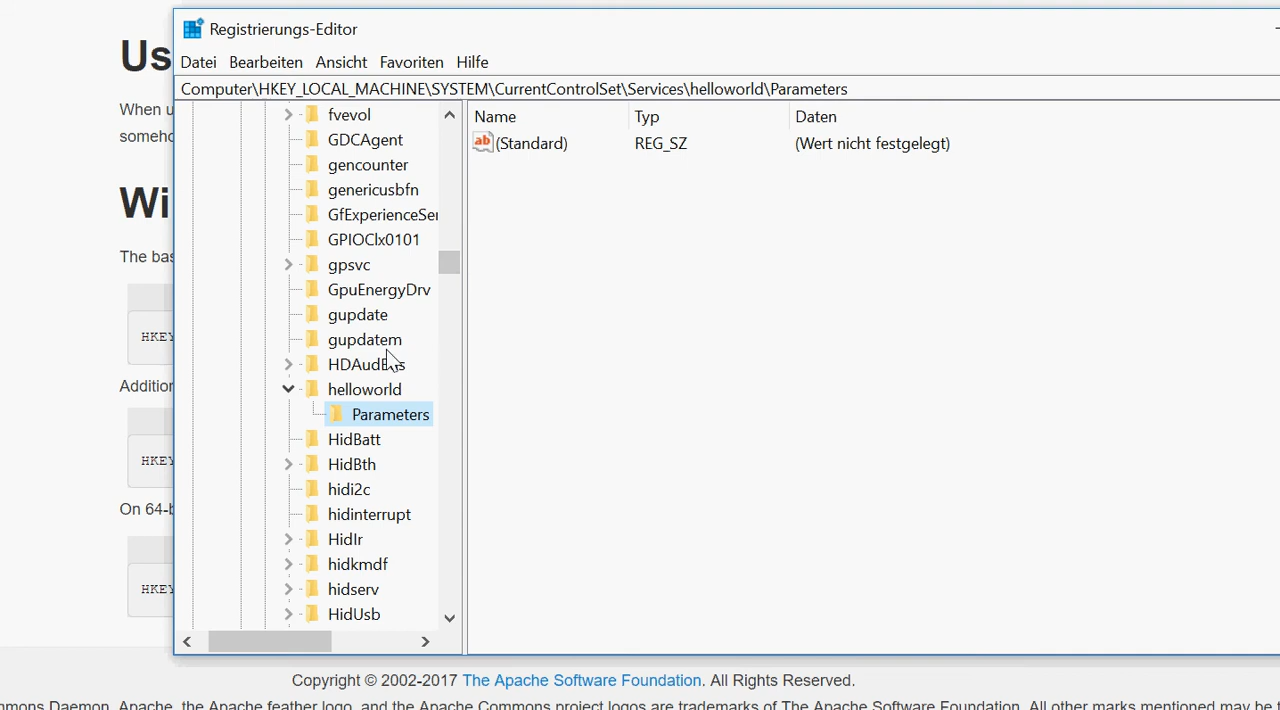 Us
When u
someho
Wi
The bas
HKEY
Addition
HKEY
On 64-b
HKEY
Registrierungs-Editor
Datei Bearbeiten Ansicht Favoriten Hilfe
Computer\HKEY_LOCAL_MACHINE\SYSTEM\CurrentControlSet\Services\helloworld\Parameters
fvevol
GDCAgent
gencounter
genericusbfn
GfExperienceSer
GPIOClx0101
gpsvc
GpuEnergyDrv
gupdate
gupdatem
helloworld
Parameters
HidBatt
HidBth
hidi2c
hidinterrupt
HidIr
hidkmdf
hidserv
HidUsb
Name Typ Daten
ab (Standard) REG_SZ (Wert nicht festgelegt)
Copyright © 2002-2017 The Apache Software Foundation. All Rights Reserved.
mmons Daemon, Apache, the Apache feather logo, and the Apache Commons project logos are trademarks of The Apache Software Foundation. All other marks mentioned may be t